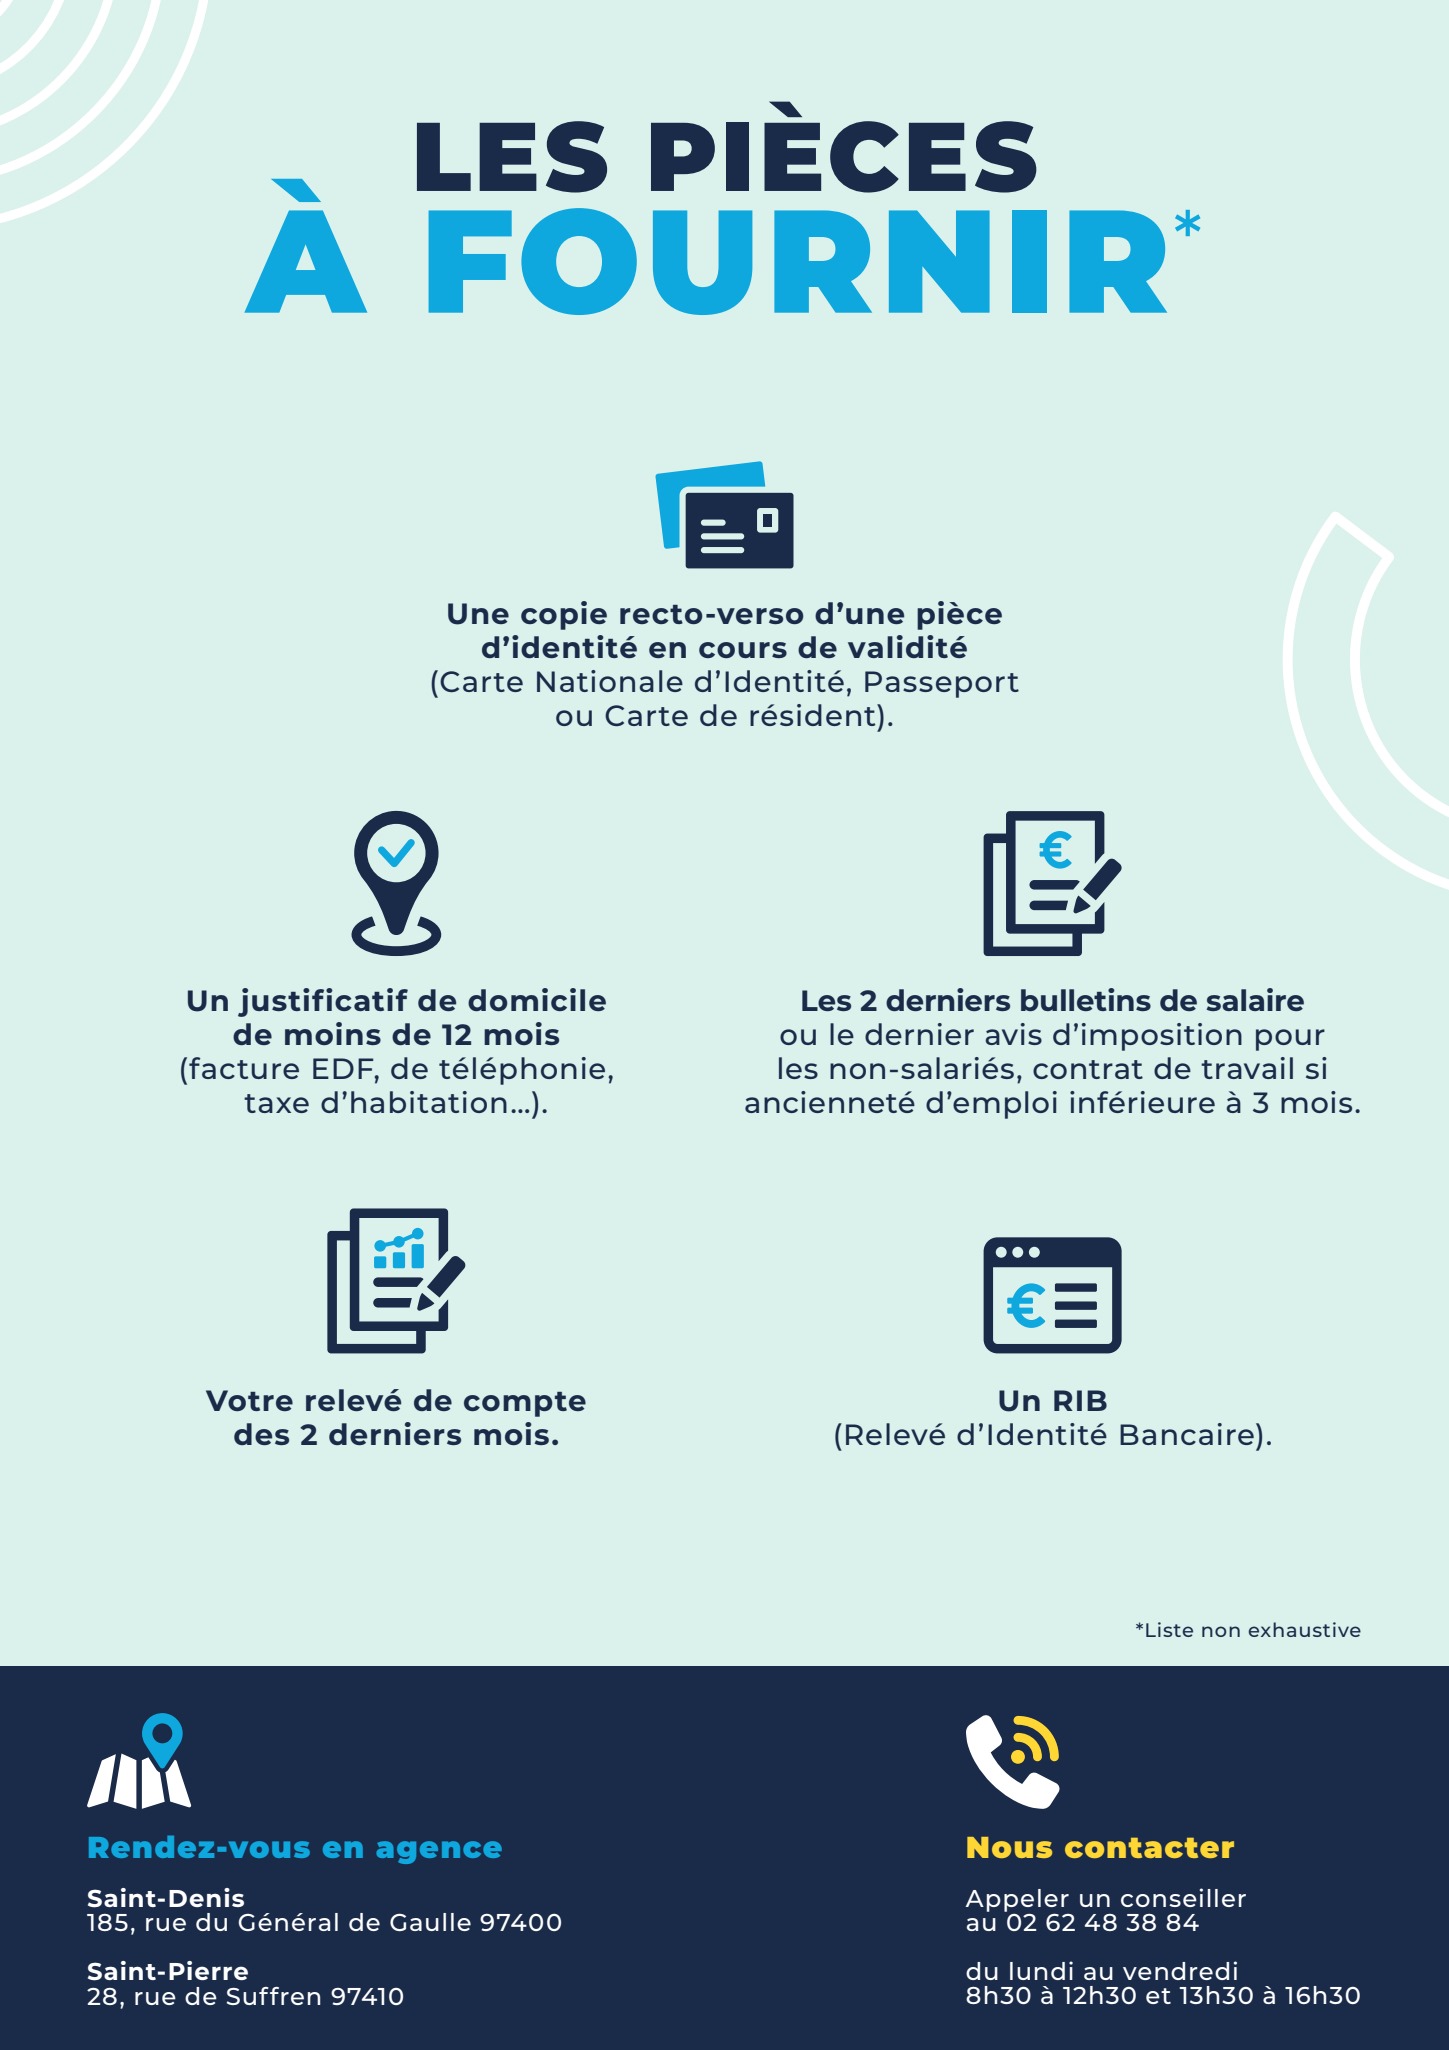 LES PIÈCES
À FOURNIR*
Une copie recto-verso d’une pièce
d’identité en cours de validité
(Carte Nationale d’Identité, Passeport
ou Carte de résident).
Un justificatif de domicile
de moins de 12 mois
(facture EDF, de téléphonie,
taxe d’habitation...).
Les 2 derniers bulletins de salaire
ou le dernier avis d’imposition pour
les non-salariés, contrat de travail si
ancienneté d’emploi inférieure à 3 mois.
Votre relevé de compte
des 2 derniers mois.
Un RIB
(Relevé d’Identité Bancaire).
*Liste non exhaustive
Rendez-vous en agence
Saint-Denis
185, rue du Général de Gaulle 97400
Saint-Pierre
28, rue de Suffren 97410
Nous contacter
Appeler un conseiller
au 02 62 48 38 84
du lundi au vendredi
8h30 à 12h30 et 13h30 à 16h30